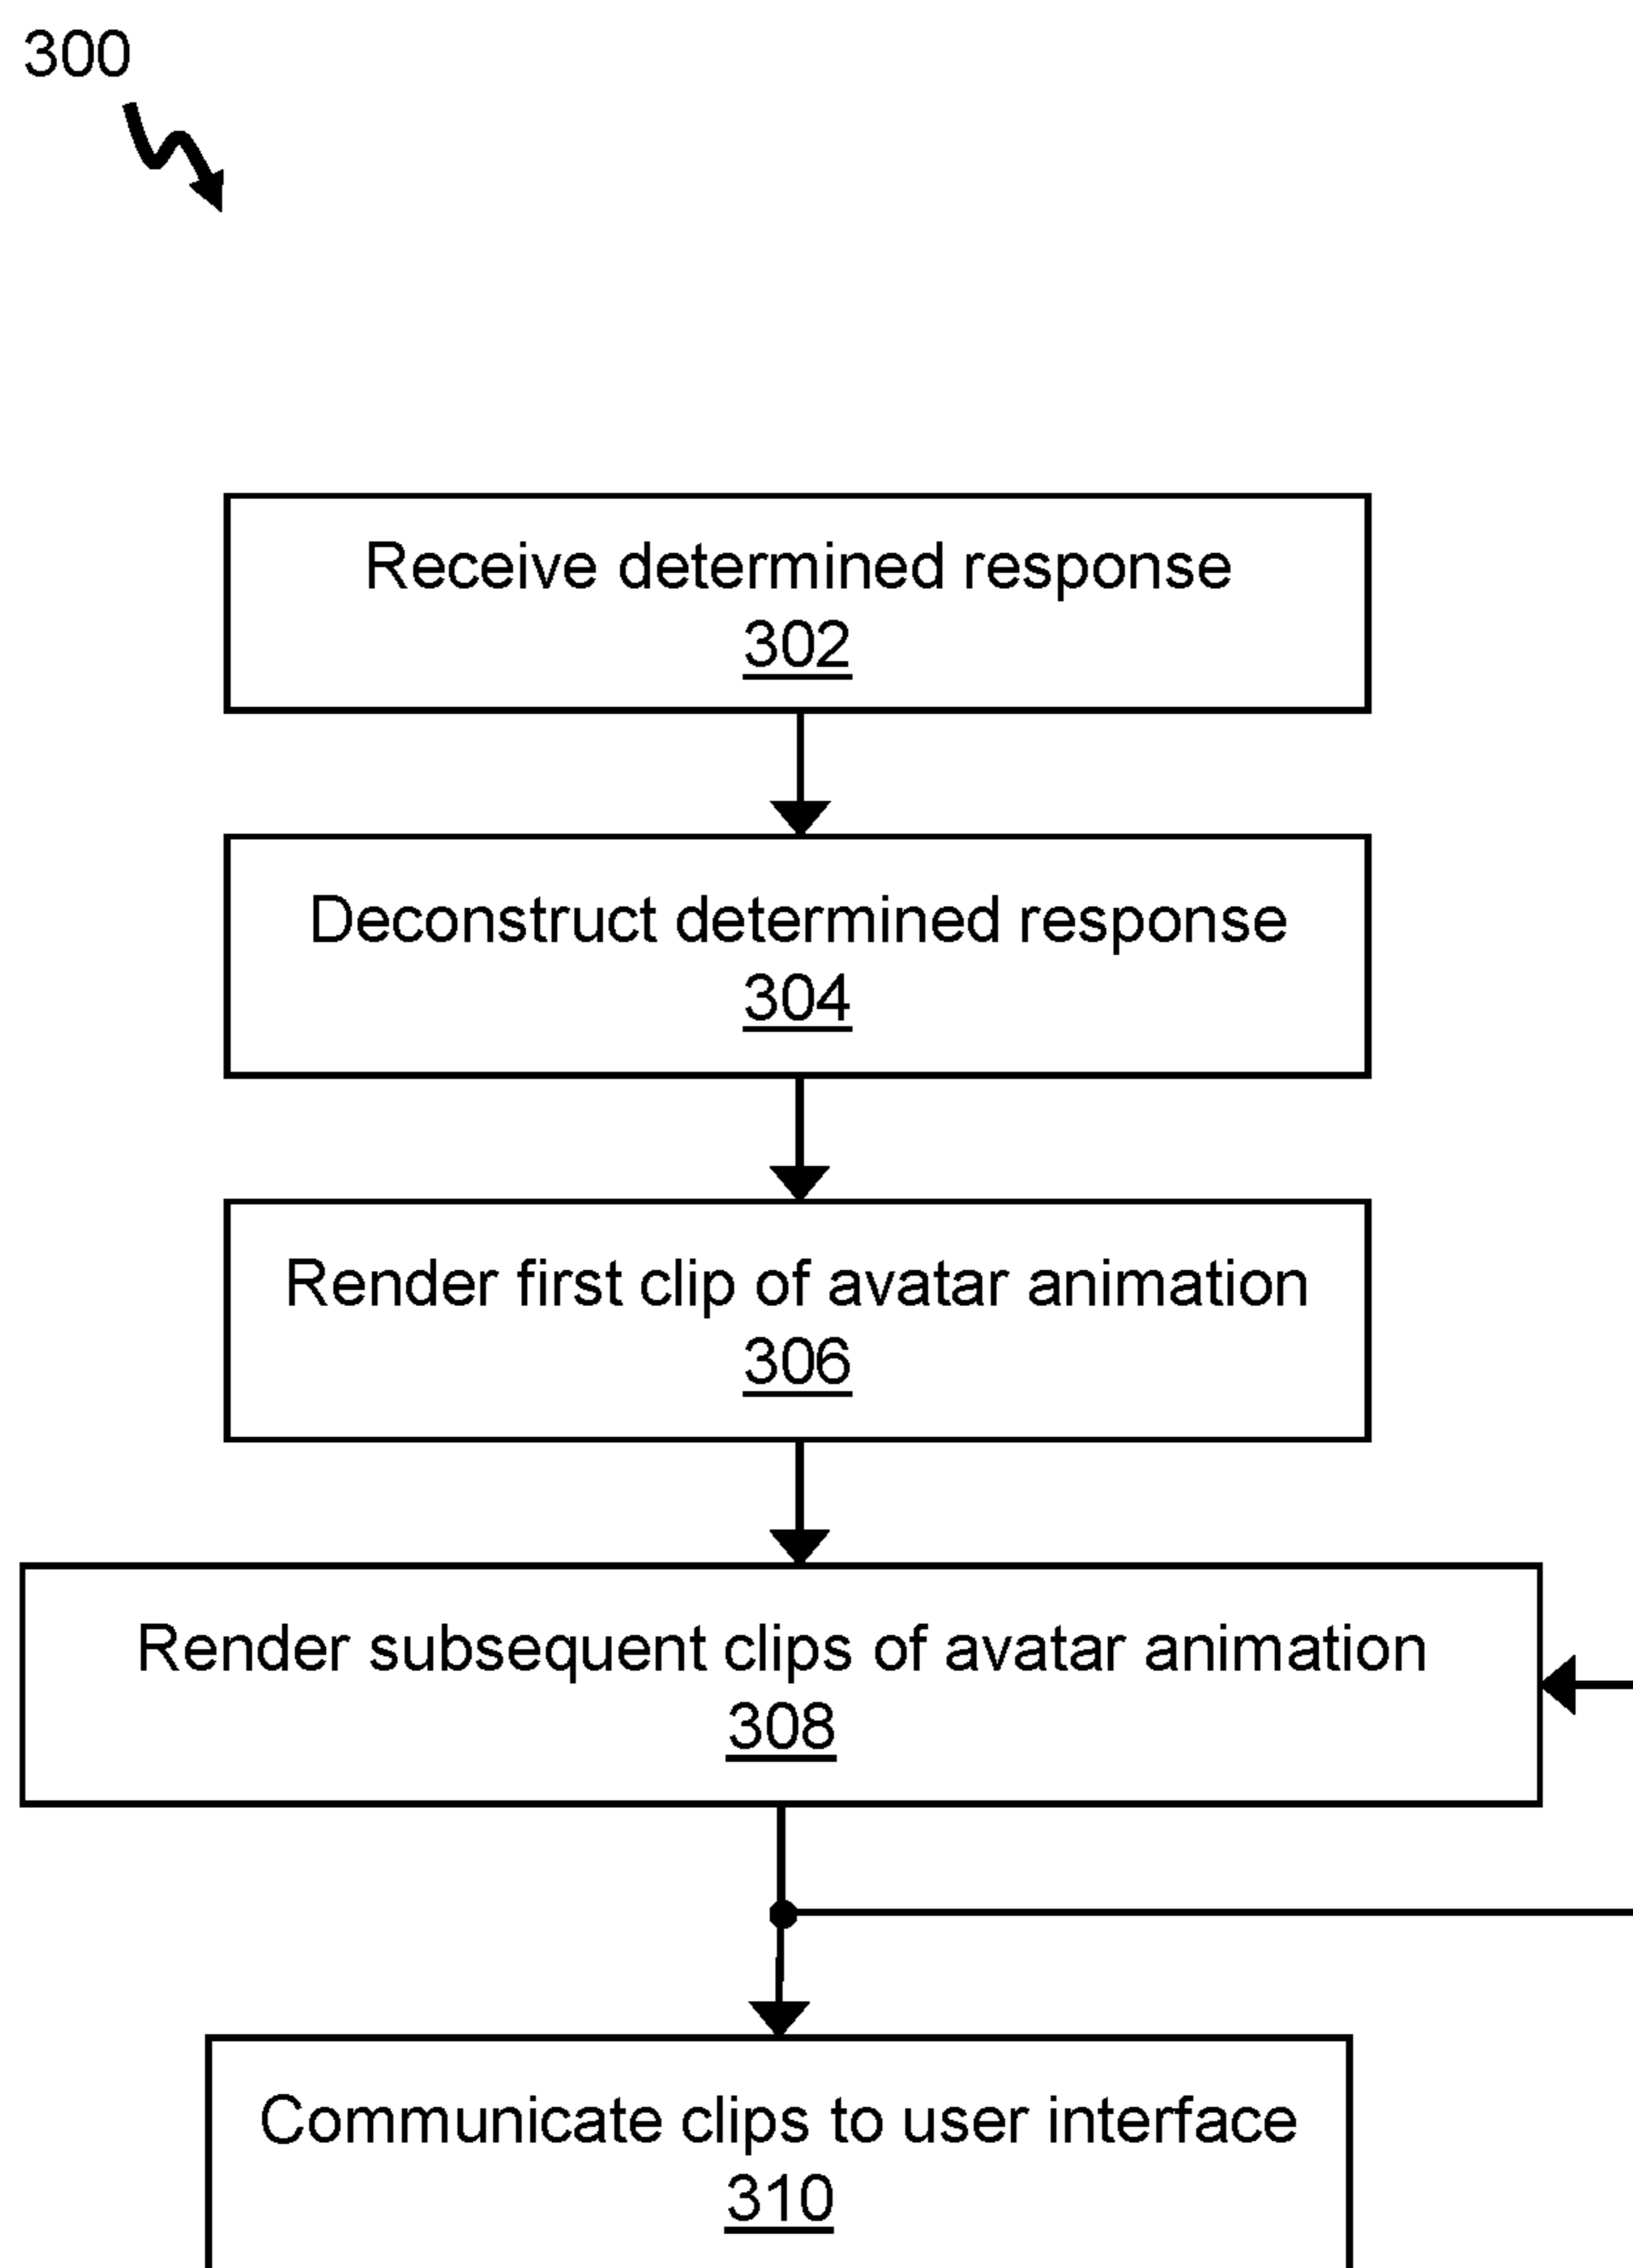 300
Receive determined response
302
Deconstruct determined response
304
Render first clip of avatar animation
306
Render subsequent clips of avatar animation
308
Communicate clips to user interface
310